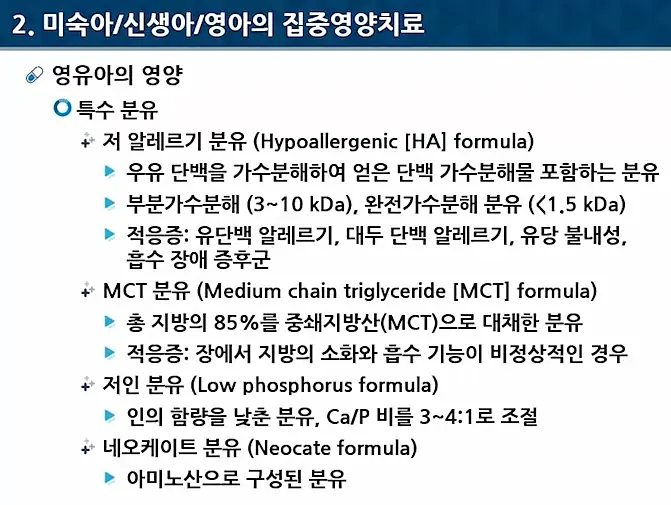 2. 미숙아/신생아/영아의 집중영양치료
영유아의 영양
특수 분유
저 알레르기 분유 (Hypoallergenic [HA] formula)
우유 단백을 가수분해하여 얻은 단백 가수분해물 포함하는 분유
부분가수분해 (3~10 kDa), 완전가수분해 분유 (<1.5 kDa)
적응증: 유단백 알레르기, 대두 단백 알레르기, 유당 불내성,
흡수 장애 증후군
MCT 분유 (Medium chain triglyceride [MCT] formula)
총 지방의 85%를 중쇄지방산(MCT)으로 대채한 분유
적응증: 장에서 지방의 소화와 흡수 기능이 비정상적인 경우
저인 분유 (Low phosphorus formula)
인의 함량을 낮춘 분유, Ca/P 비를 3~4:1로 조절
네오케이트 분유 (Neocate formula)
아미노산으로 구성된 분유